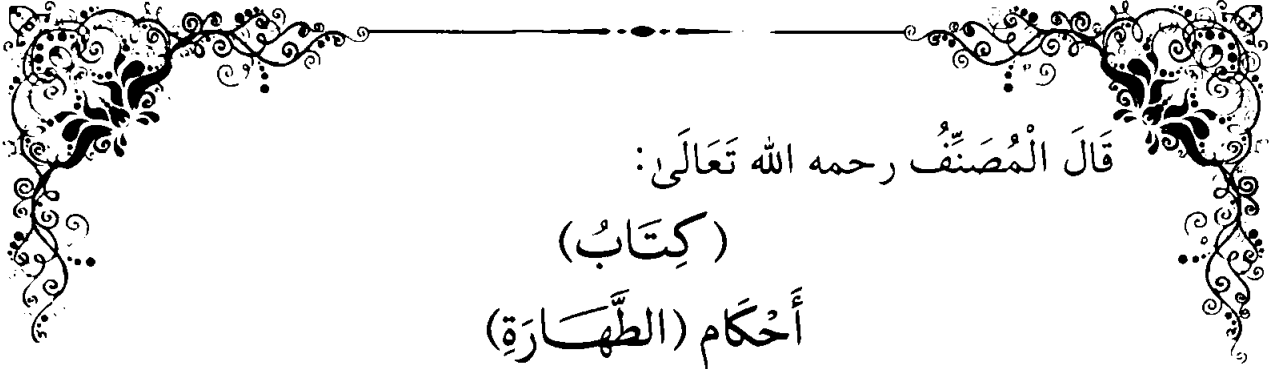 قَالَ الْمُصَنِّفُ رحمه الله تَعَالَىٰ:
(كِتَابُ)
أَحْكَام (الطَّهَارَةِ)